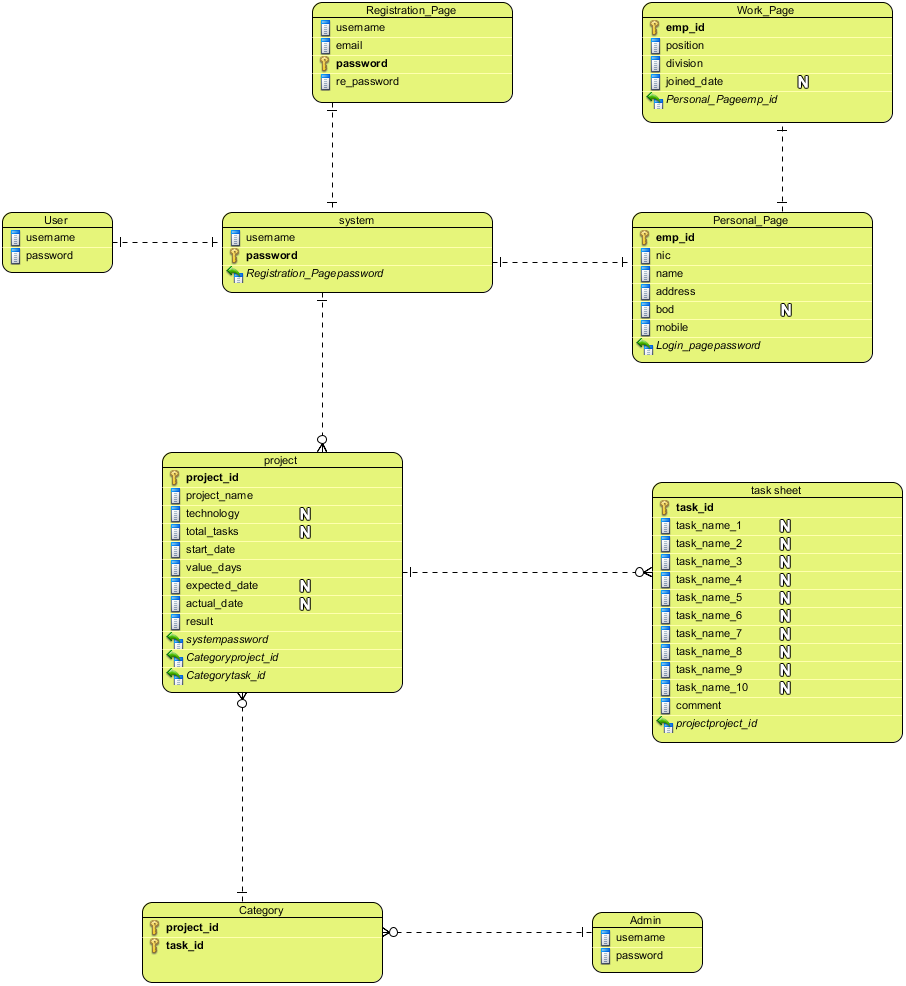 Registration_Page
username
email
password
re_password
Work_Page
emp_id
position
division
joined_date N
Personal_Pageemp_id
User
username
password
system
username
password
Registration_Pagepassword
Personal_Page
emp_id
nic
name
address
bod N
mobile
Login_pagepassword
project
project_id
project_name
technology N
total_tasks N
start_date
value_days
expected_date N
actual_date N
result
systempassword
Categoryproject_id
Categorytask_id
task sheet
task_id
task_name_1 N
task_name_2 N
task_name_3 N
task_name_4 N
task_name_5 N
task_name_6 N
task_name_7 N
task_name_8 N
task_name_9 N
task_name_10 N
comment
projectproject_id
Category
project_id
task_id
Admin
username
password